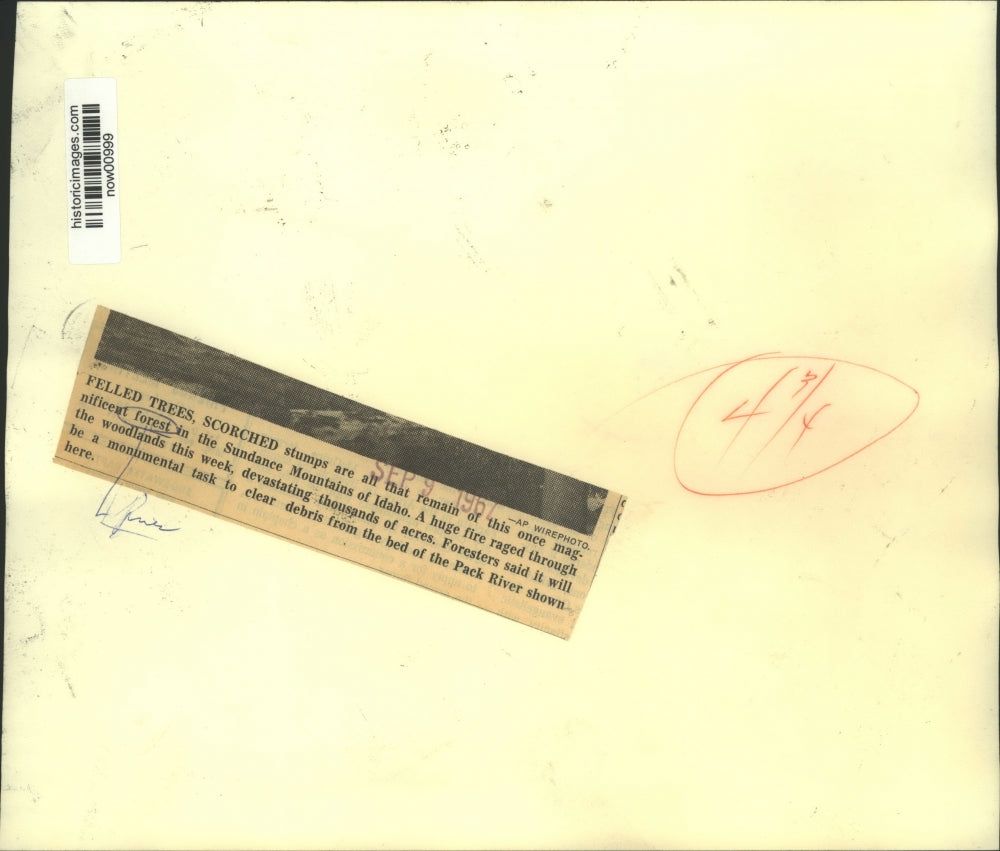 historicimages.com
now00999
—AP WIREPHOTO.
FELLED TREES, SCORCHED stumps are all that remain of this once mag-
nificent forest in the Sundance Mountains of Idaho. A huge fire raged through
the woodlands this week, devastating thousands of acres. Foresters said it will
be a monumental task to clear debris from the bed of the Pack River shown
here.
SEP 9 1967
4 3/4